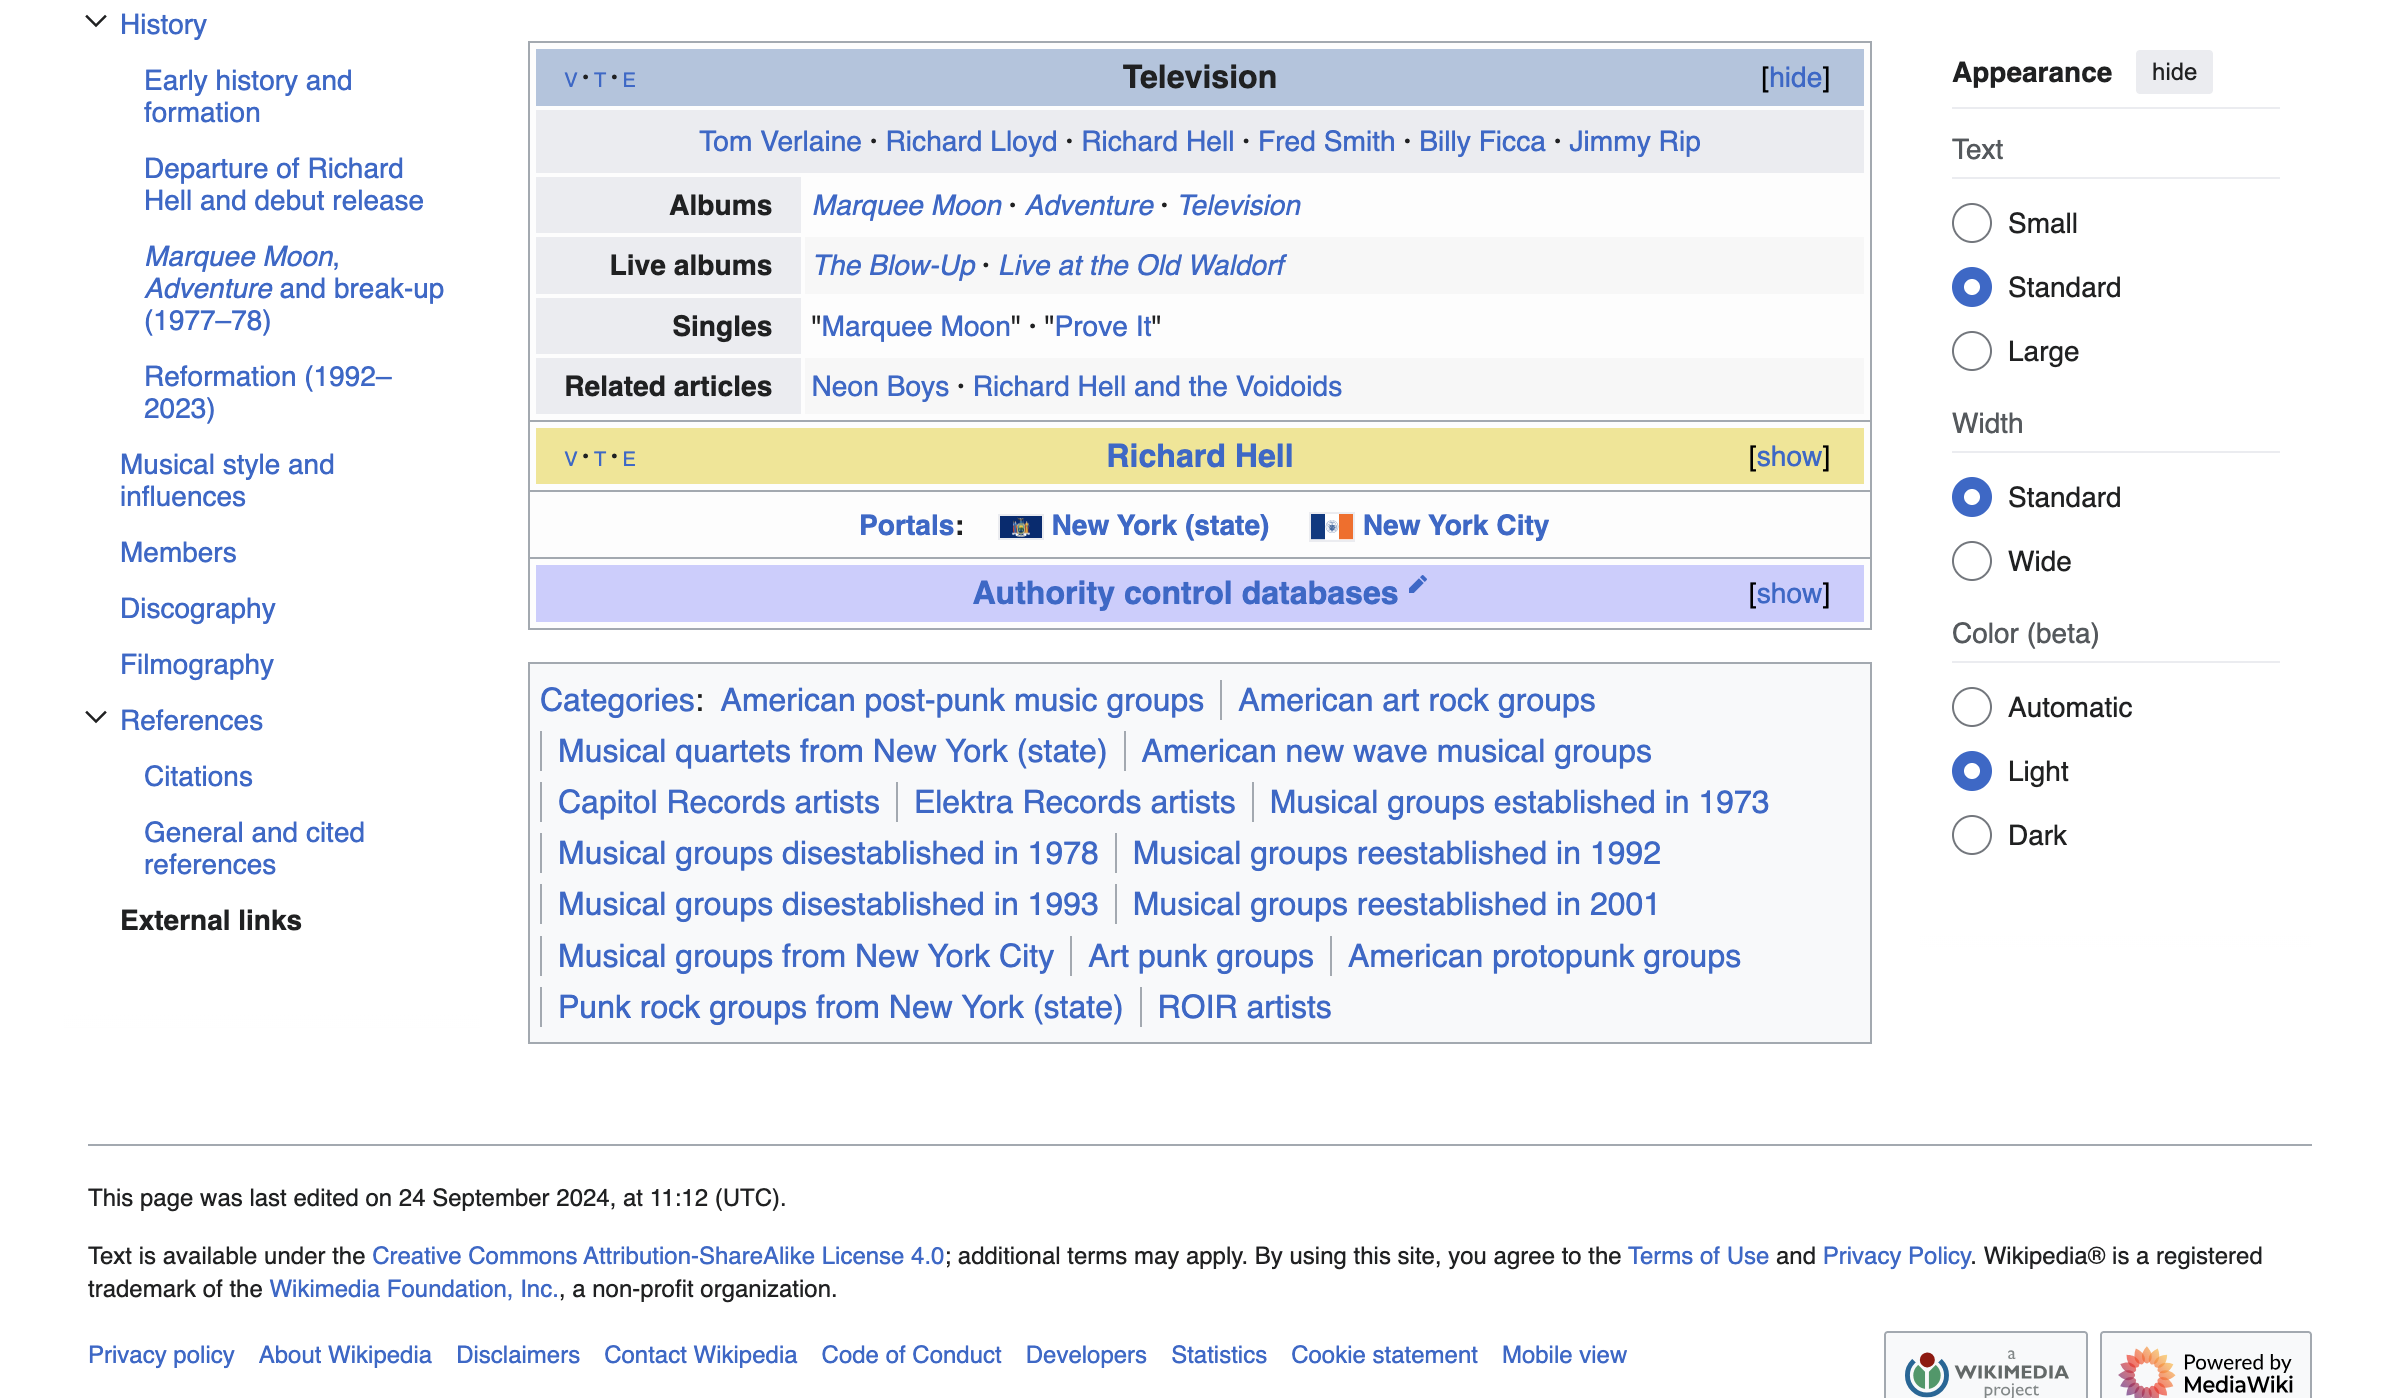 History
Early history and
formation
Departure of Richard
Hell and debut release
Marquee Moon,
Adventure and break-up
(1977–78)
Reformation (1992–
2023)
Musical style and
influences
Members
Discography
Filmography
References
Citations
General and cited
references
External links
V · T · E Television [hide]
Tom Verlaine · Richard Lloyd · Richard Hell · Fred Smith · Billy Ficca · Jimmy Rip
Albums Marquee Moon · Adventure · Television
Live albums The Blow-Up · Live at the Old Waldorf
Singles "Marquee Moon" · "Prove It"
Related articles Neon Boys · Richard Hell and the Voidoids
V · T · E Richard Hell [show]
Portals: New York (state) New York City
Authority control databases [show]
Categories: American post-punk music groups | American art rock groups
| Musical quartets from New York (state) | American new wave musical groups
| Capitol Records artists | Elektra Records artists | Musical groups established in 1973
| Musical groups disestablished in 1978 | Musical groups reestablished in 1992
| Musical groups disestablished in 1993 | Musical groups reestablished in 2001
| Musical groups from New York City | Art punk groups | American protopunk groups
| Punk rock groups from New York (state) | ROIR artists
Appearance hide
Text
Small
Standard
Large
Width
Standard
Wide
Color (beta)
Automatic
Light
Dark
This page was last edited on 24 September 2024, at 11:12 (UTC).
Text is available under the Creative Commons Attribution-ShareAlike License 4.0; additional terms may apply. By using this site, you agree to the Terms of Use and Privacy Policy. Wikipedia® is a registered
trademark of the Wikimedia Foundation, Inc., a non-profit organization.
Privacy policy About Wikipedia Disclaimers Contact Wikipedia Code of Conduct Developers Statistics Cookie statement Mobile view
a
WIKIMEDIA
project
Powered by
MediaWiki